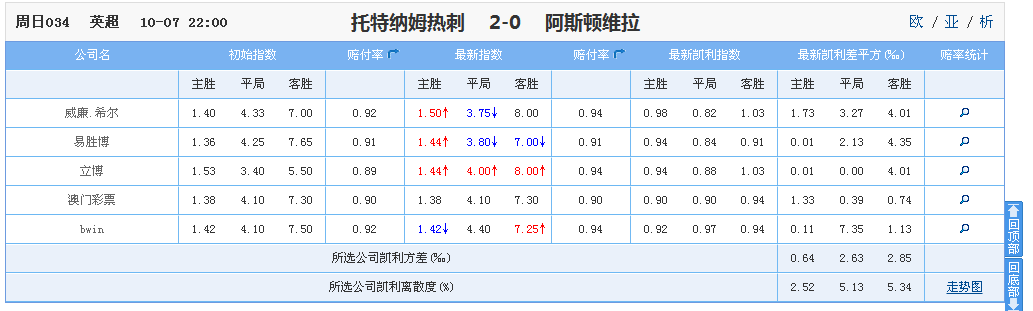 周日034 英超 10-07 22:00 托特纳姆热刺 2-0 阿斯顿维拉 欧 / 亚 / 析
公司名 初始指数 赔付率 最新指数 赔付率 最新凯利指数 最新凯利差平方(‰) 赔率统计
主胜 平局 客胜 主胜 平局 客胜 主胜 平局 客胜 主胜 平局 客胜
威廉.希尔 1.40 4.33 7.00 0.92 1.50↑ 3.75↓ 8.00 0.94 0.98 0.82 1.03 1.73 3.27 4.01
易胜博 1.36 4.25 7.65 0.91 1.44↑ 3.80↓ 7.00↓ 0.91 0.94 0.84 0.91 0.01 2.13 4.35
立博 1.53 3.40 5.50 0.89 1.44↑ 4.00↑ 8.00↑ 0.94 0.94 0.88 1.03 0.01 0.00 4.01
澳门彩票 1.38 4.10 7.30 0.90 1.38 4.10 7.30 0.90 0.90 0.90 0.94 1.33 0.39 0.74
bwin 1.42 4.10 7.50 0.92 1.42↓ 4.40 7.25↑ 0.94 0.92 0.97 0.94 0.11 7.35 1.13
所选公司凯利方差(‰) 0.64 2.63 2.85
所选公司凯利离散度(%) 2.52 5.13 5.34 走势图
回顶部
回底部